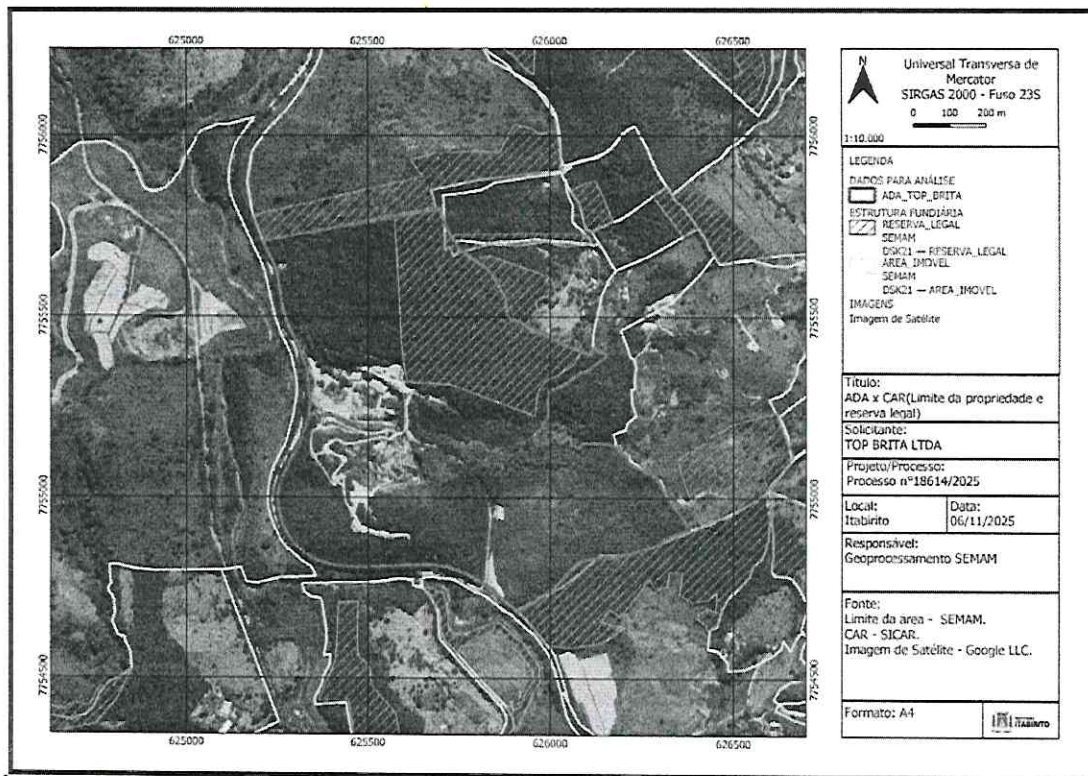 625000 625500 626000 626500
7756000 7756000
7755500 7755500
7755000 7755000
7754500 7754500
625000 625500 626000 626500
N
Universal Transversa de
Mercator
SIRGAS 2000 - Fuso 23S
0 100 200 m
1:10.000
LEGENDA
DADOS PARA ANÁLISE
ADA_TOP_BRITA
ESTRUTURA FUNDIÁRIA
RESERVA_LEGAL
SEMAM
DSK21 — RESERVA_LEGAL
AREA_IMOVEL
SEMAM
DSK21 — AREA_IMOVEL
IMAGENS
Imagem de Satélite
Título:
ADA x CAR(Limite da propriedade e
reserva legal)
Solicitante:
TOP BRITA LTDA
Projeto/Processo:
Processo nº18614/2025
Local:
Itabirito
Data:
06/11/2025
Responsável:
Geoprocessamento SEMAM
Fonte:
Limite da área - SEMAM.
CAR - SICAR.
Imagem de Satélite - Google LLC.
Formato: A4
ITABIRITO